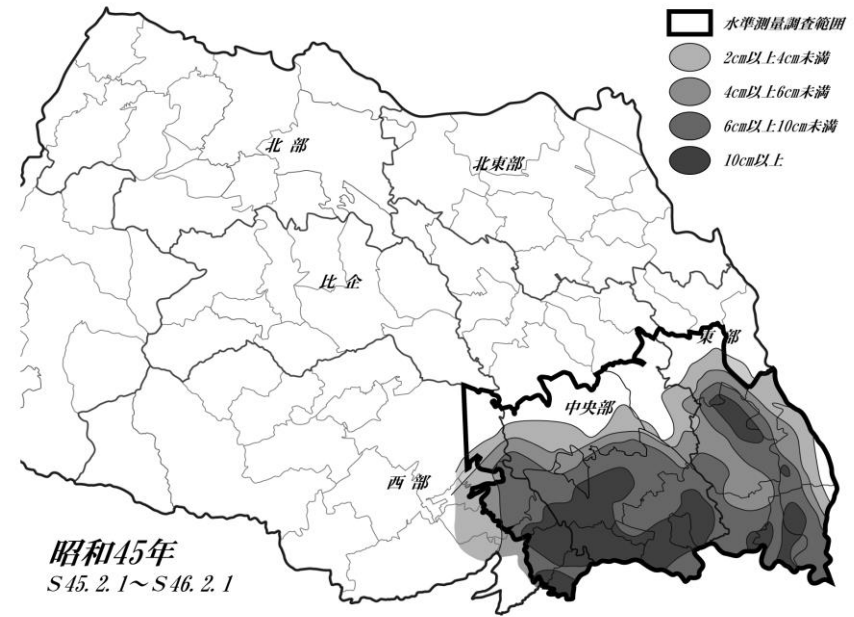 水準測量調査範囲
2cm以上4cm未満
4cm以上6cm未満
6cm以上10cm未満
10cm以上
北部
北東部
比企
東部
中央部
西部
昭和45年
S45.2.1～S46.2.1